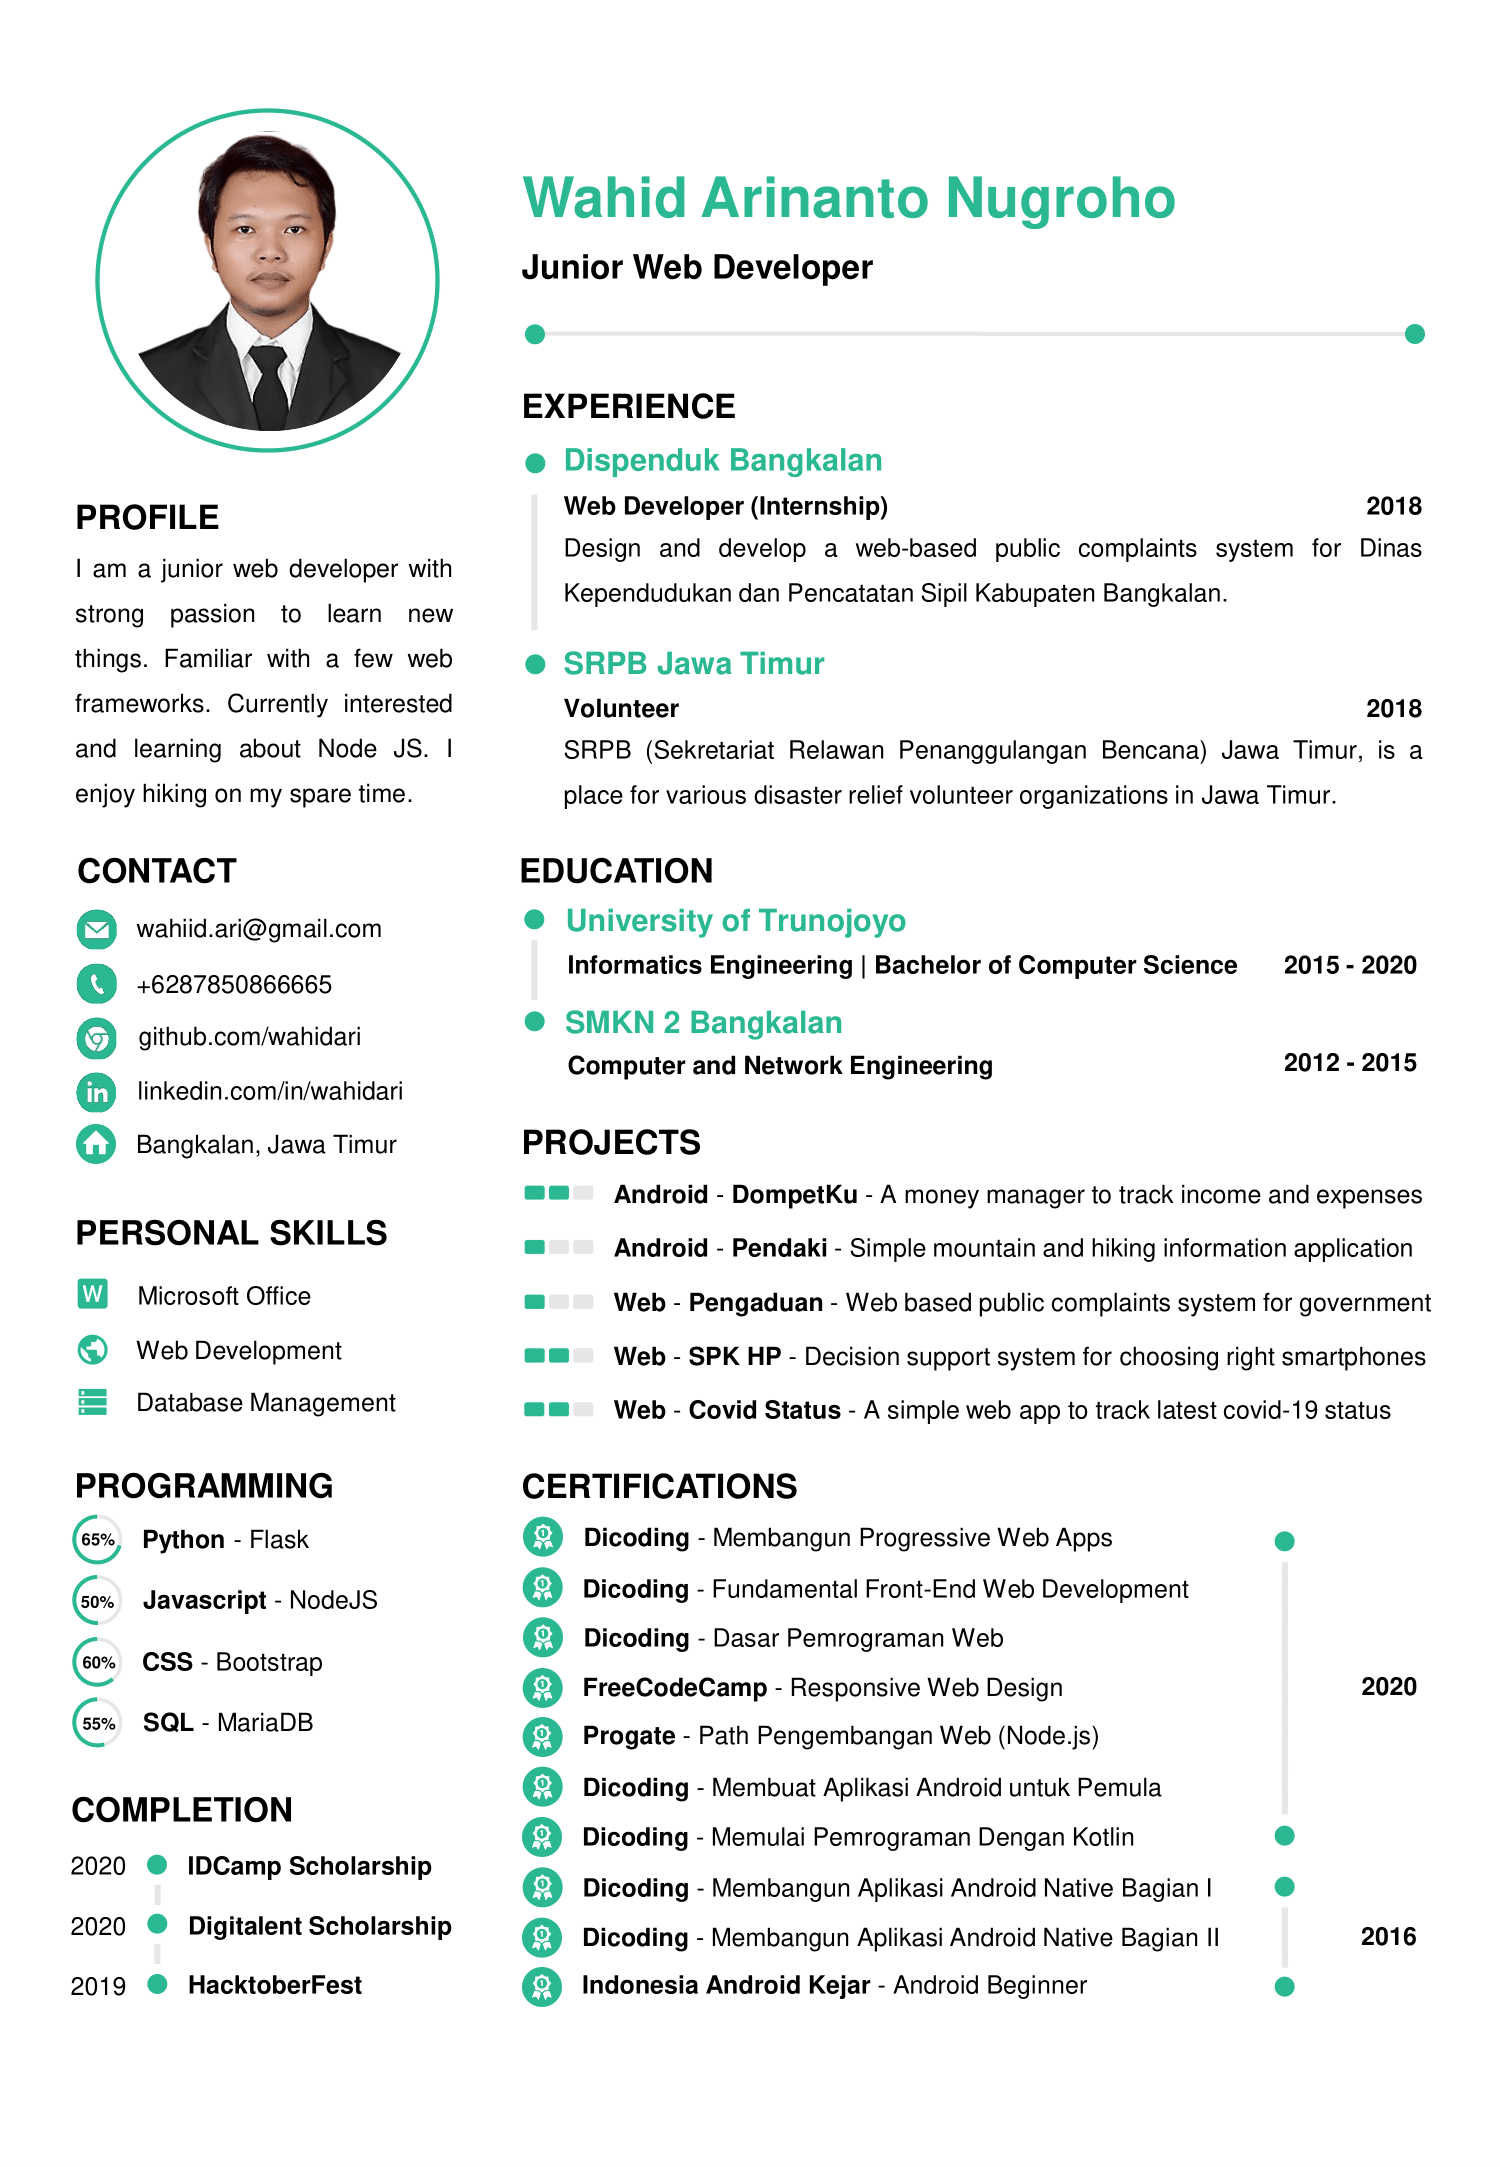 Wahid Arinanto Nugroho
Junior Web Developer
PROFILE
I am a junior web developer with
strong passion to learn new
things. Familiar with a few web
frameworks. Currently interested
and learning about Node JS. I
enjoy hiking on my spare time.
CONTACT
wahiid.ari@gmail.com
+6287850866665
github.com/wahidari
in linkedin.com/in/wahidari
Bangkalan, Jawa Timur
PERSONAL SKILLS
W Microsoft Office
Web Development
Database Management
PROGRAMMING
65% Python - Flask
50% Javascript - NodeJS
60% CSS - Bootstrap
55% SQL - MariaDB
COMPLETION
2020 IDCamp Scholarship
2020 Digitalent Scholarship
2019 HacktoberFest
EXPERIENCE
Dispenduk Bangkalan
Web Developer (Internship) 2018
Design and develop a web-based public complaints system for Dinas
Kependudukan dan Pencatatan Sipil Kabupaten Bangkalan.
SRPB Jawa Timur
Volunteer 2018
SRPB (Sekretariat Relawan Penanggulangan Bencana) Jawa Timur, is a
place for various disaster relief volunteer organizations in Jawa Timur.
EDUCATION
University of Trunojoyo
Informatics Engineering | Bachelor of Computer Science 2015 - 2020
SMKN 2 Bangkalan
Computer and Network Engineering 2012 - 2015
PROJECTS
Android - DompetKu - A money manager to track income and expenses
Android - Pendaki - Simple mountain and hiking information application
Web - Pengaduan - Web based public complaints system for government
Web - SPK HP - Decision support system for choosing right smartphones
Web - Covid Status - A simple web app to track latest covid-19 status
CERTIFICATIONS
1 Dicoding - Membangun Progressive Web Apps
1 Dicoding - Fundamental Front-End Web Development
1 Dicoding - Dasar Pemrograman Web
1 FreeCodeCamp - Responsive Web Design 2020
1 Progate - Path Pengembangan Web (Node.js)
1 Dicoding - Membuat Aplikasi Android untuk Pemula
1 Dicoding - Memulai Pemrograman Dengan Kotlin
1 Dicoding - Membangun Aplikasi Android Native Bagian I
1 Dicoding - Membangun Aplikasi Android Native Bagian II 2016
1 Indonesia Android Kejar - Android Beginner